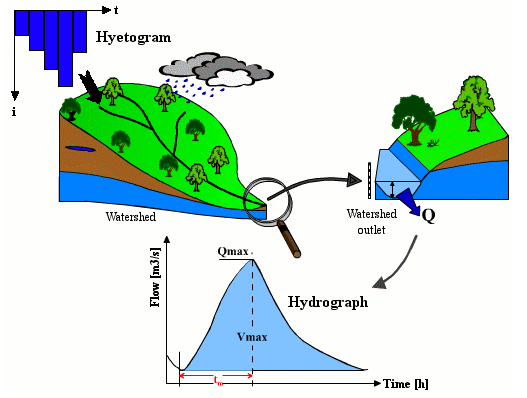 t
Hyetogram
i
Watershed
Watershed
outlet
Q
Flow [m3/s]
Qmax
Hydrograph
Vmax
tm
Time [h]